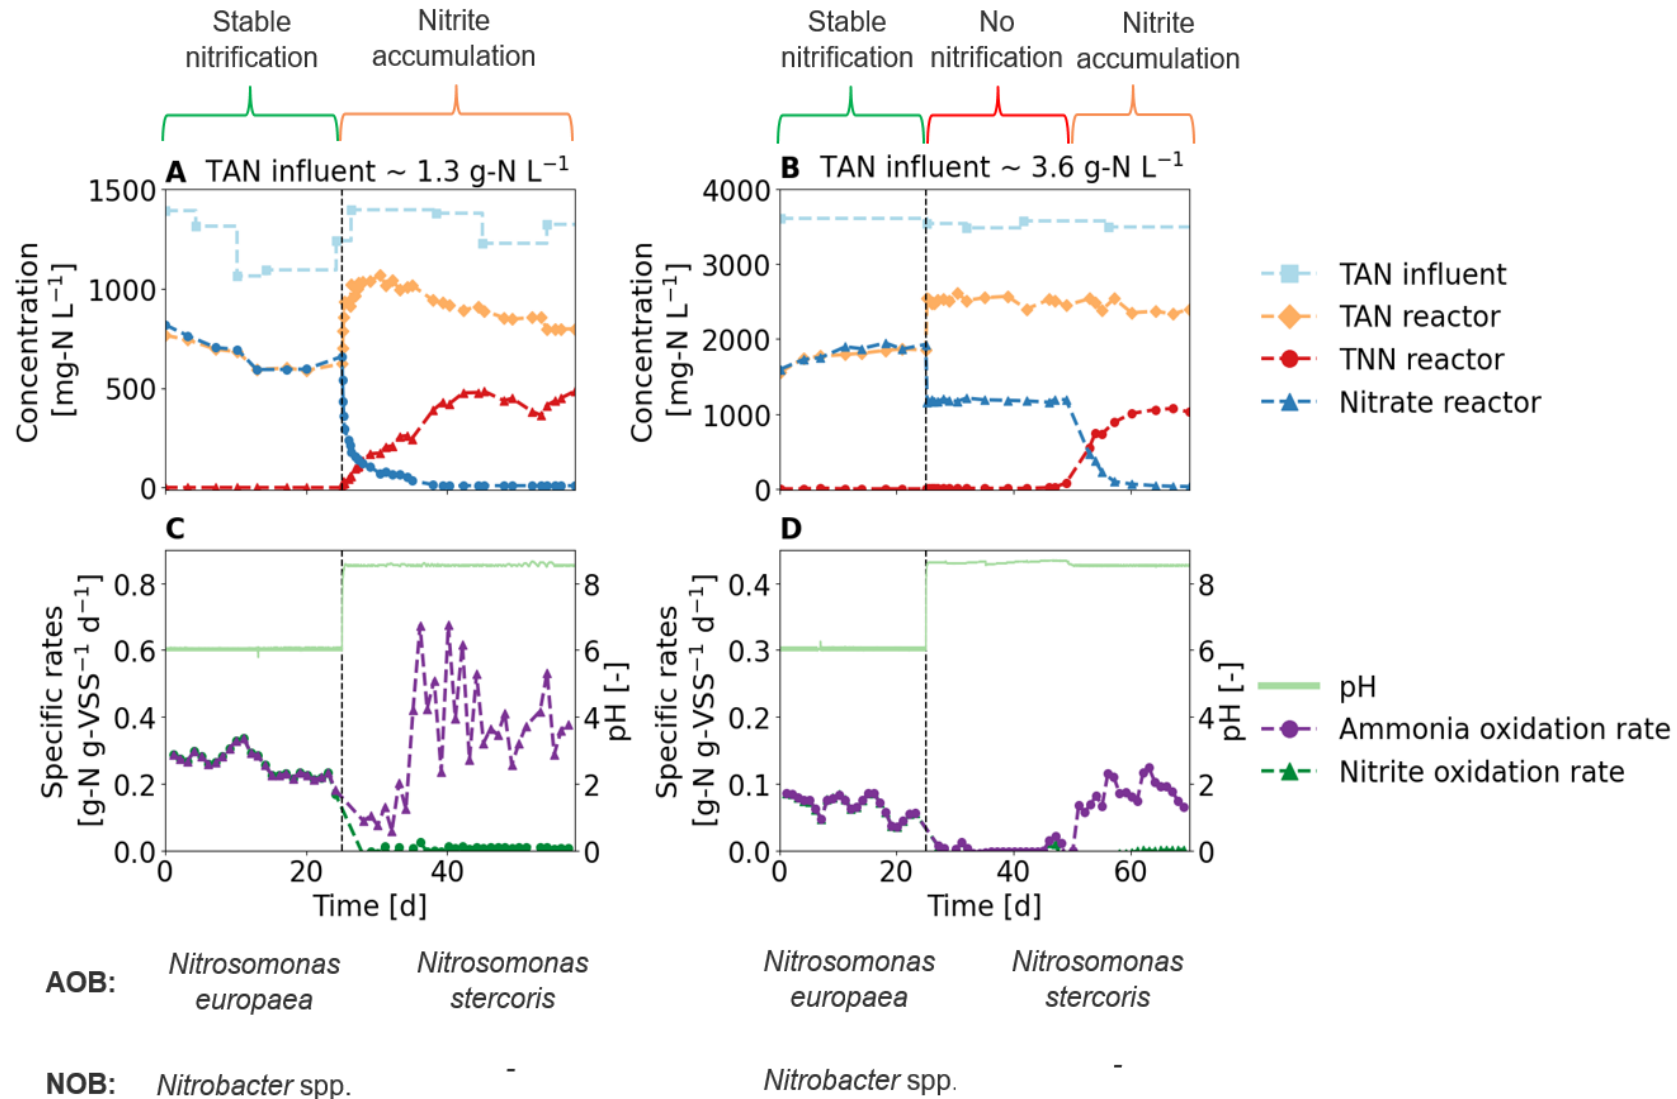 Stable
nitrification
Nitrite
accumulation
Stable
nitrification
No
nitrification
Nitrite
accumulation
A TAN influent ~ 1.3 g-N L⁻¹
B TAN influent ~ 3.6 g-N L⁻¹
Concentration
[mg-N L⁻¹]
1500
1000
500
0
Concentration
[mg-N L⁻¹]
4000
3000
2000
1000
0
TAN influent
TAN reactor
TNN reactor
Nitrate reactor
C
D
Specific rates
[g-N g-VSS⁻¹ d⁻¹]
0.8
0.6
0.4
0.2
0.0
8
6
4
2
0
pH [-]
0
20
40
Time [d]
Specific rates
[g-N g-VSS⁻¹ d⁻¹]
0.4
0.3
0.2
0.1
0.0
8
6
4
2
0
pH [-]
0
20
40
60
Time [d]
pH
Ammonia oxidation rate
Nitrite oxidation rate
AOB:
Nitrosomonas
europaea
Nitrosomonas
stercoris
Nitrosomonas
europaea
Nitrosomonas
stercoris
NOB:
Nitrobacter spp.
-
Nitrobacter spp.
-